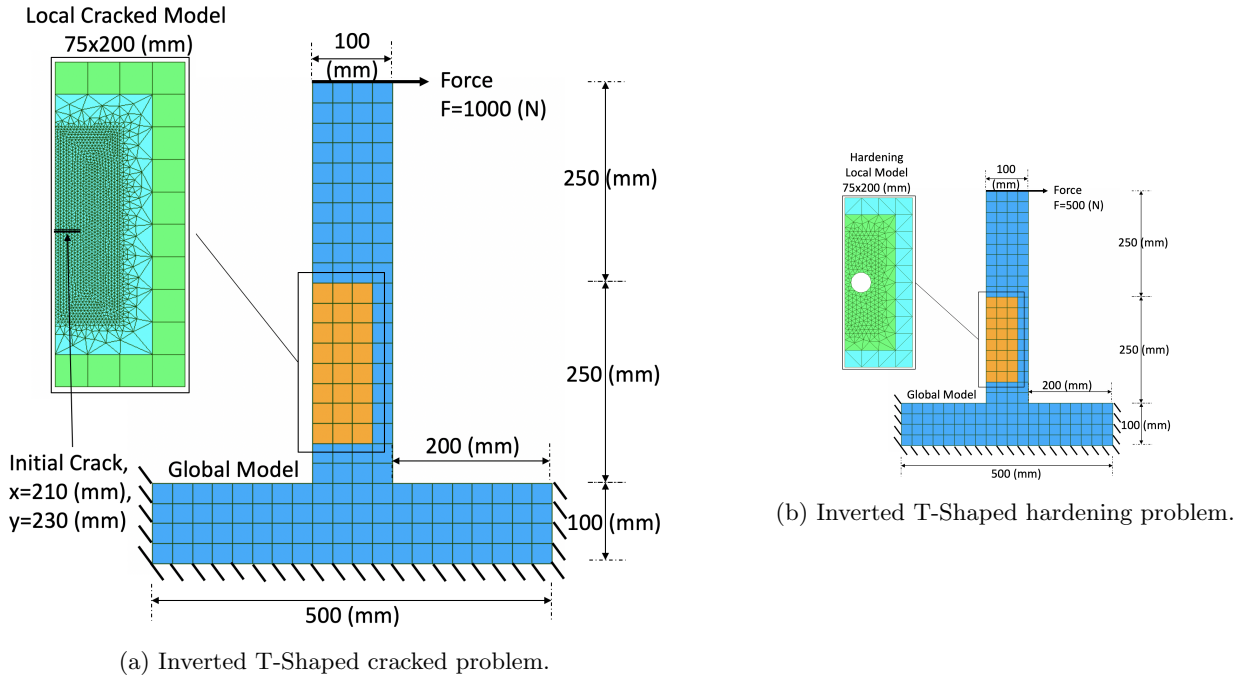 Local Cracked Model
75x200 (mm)
100
(mm)
Force
F=1000 (N)
250 (mm)
250 (mm)
200 (mm)
Initial Crack,
x=210 (mm),
y=230 (mm)
Global Model
100 (mm)
500 (mm)
(a) Inverted T-Shaped cracked problem.
Hardening
Local Model
75x200 (mm)
100
(mm)
Force
F=500 (N)
250 (mm)
250 (mm)
200 (mm)
Global Model
100 (mm)
500 (mm)
(b) Inverted T-Shaped hardening problem.